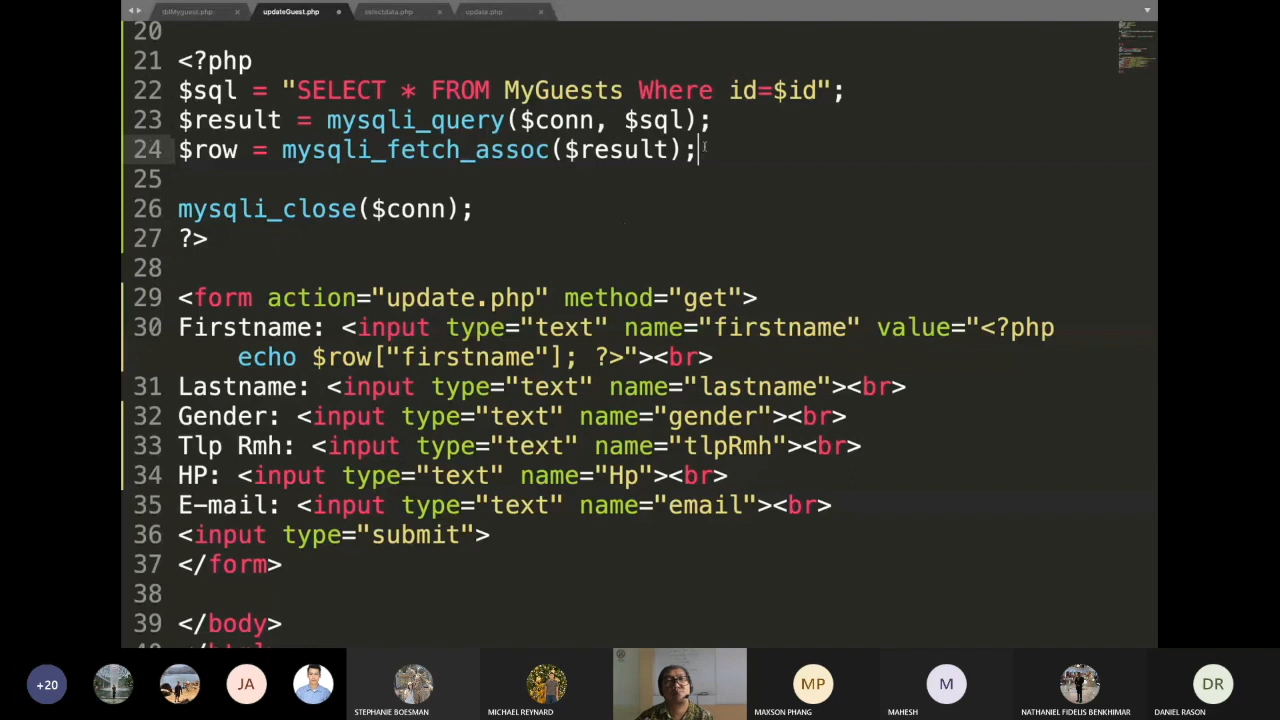 tblMyguest.php
updateGuest.php
selectdata.php
update.php
20
21 <?php
22 $sql = "SELECT * FROM MyGuests Where id=$id";
23 $result = mysqli_query($conn, $sql);
24 $row = mysqli_fetch_assoc($result);
25
26 mysqli_close($conn);
27 ?>
28
29 <form action="update.php" method="get">
30 Firstname: <input type="text" name="firstname" value="<?php
echo $row["firstname"]; ?>"><br>
31 Lastname: <input type="text" name="lastname"><br>
32 Gender: <input type="text" name="gender"><br>
33 Tlp Rmh: <input type="text" name="tlpRmh"><br>
34 HP: <input type="text" name="Hp"><br>
35 E-mail: <input type="text" name="email"><br>
36 <input type="submit">
37 </form>
38
39 </body>
+20
JA
STEPHANIE BOESMAN
MICHAEL REYNARD
MP
MAXSON PHANG
M
MAHESH
NATHANIEL FIDELIS BENKHIMAR
DR
DANIEL RASON